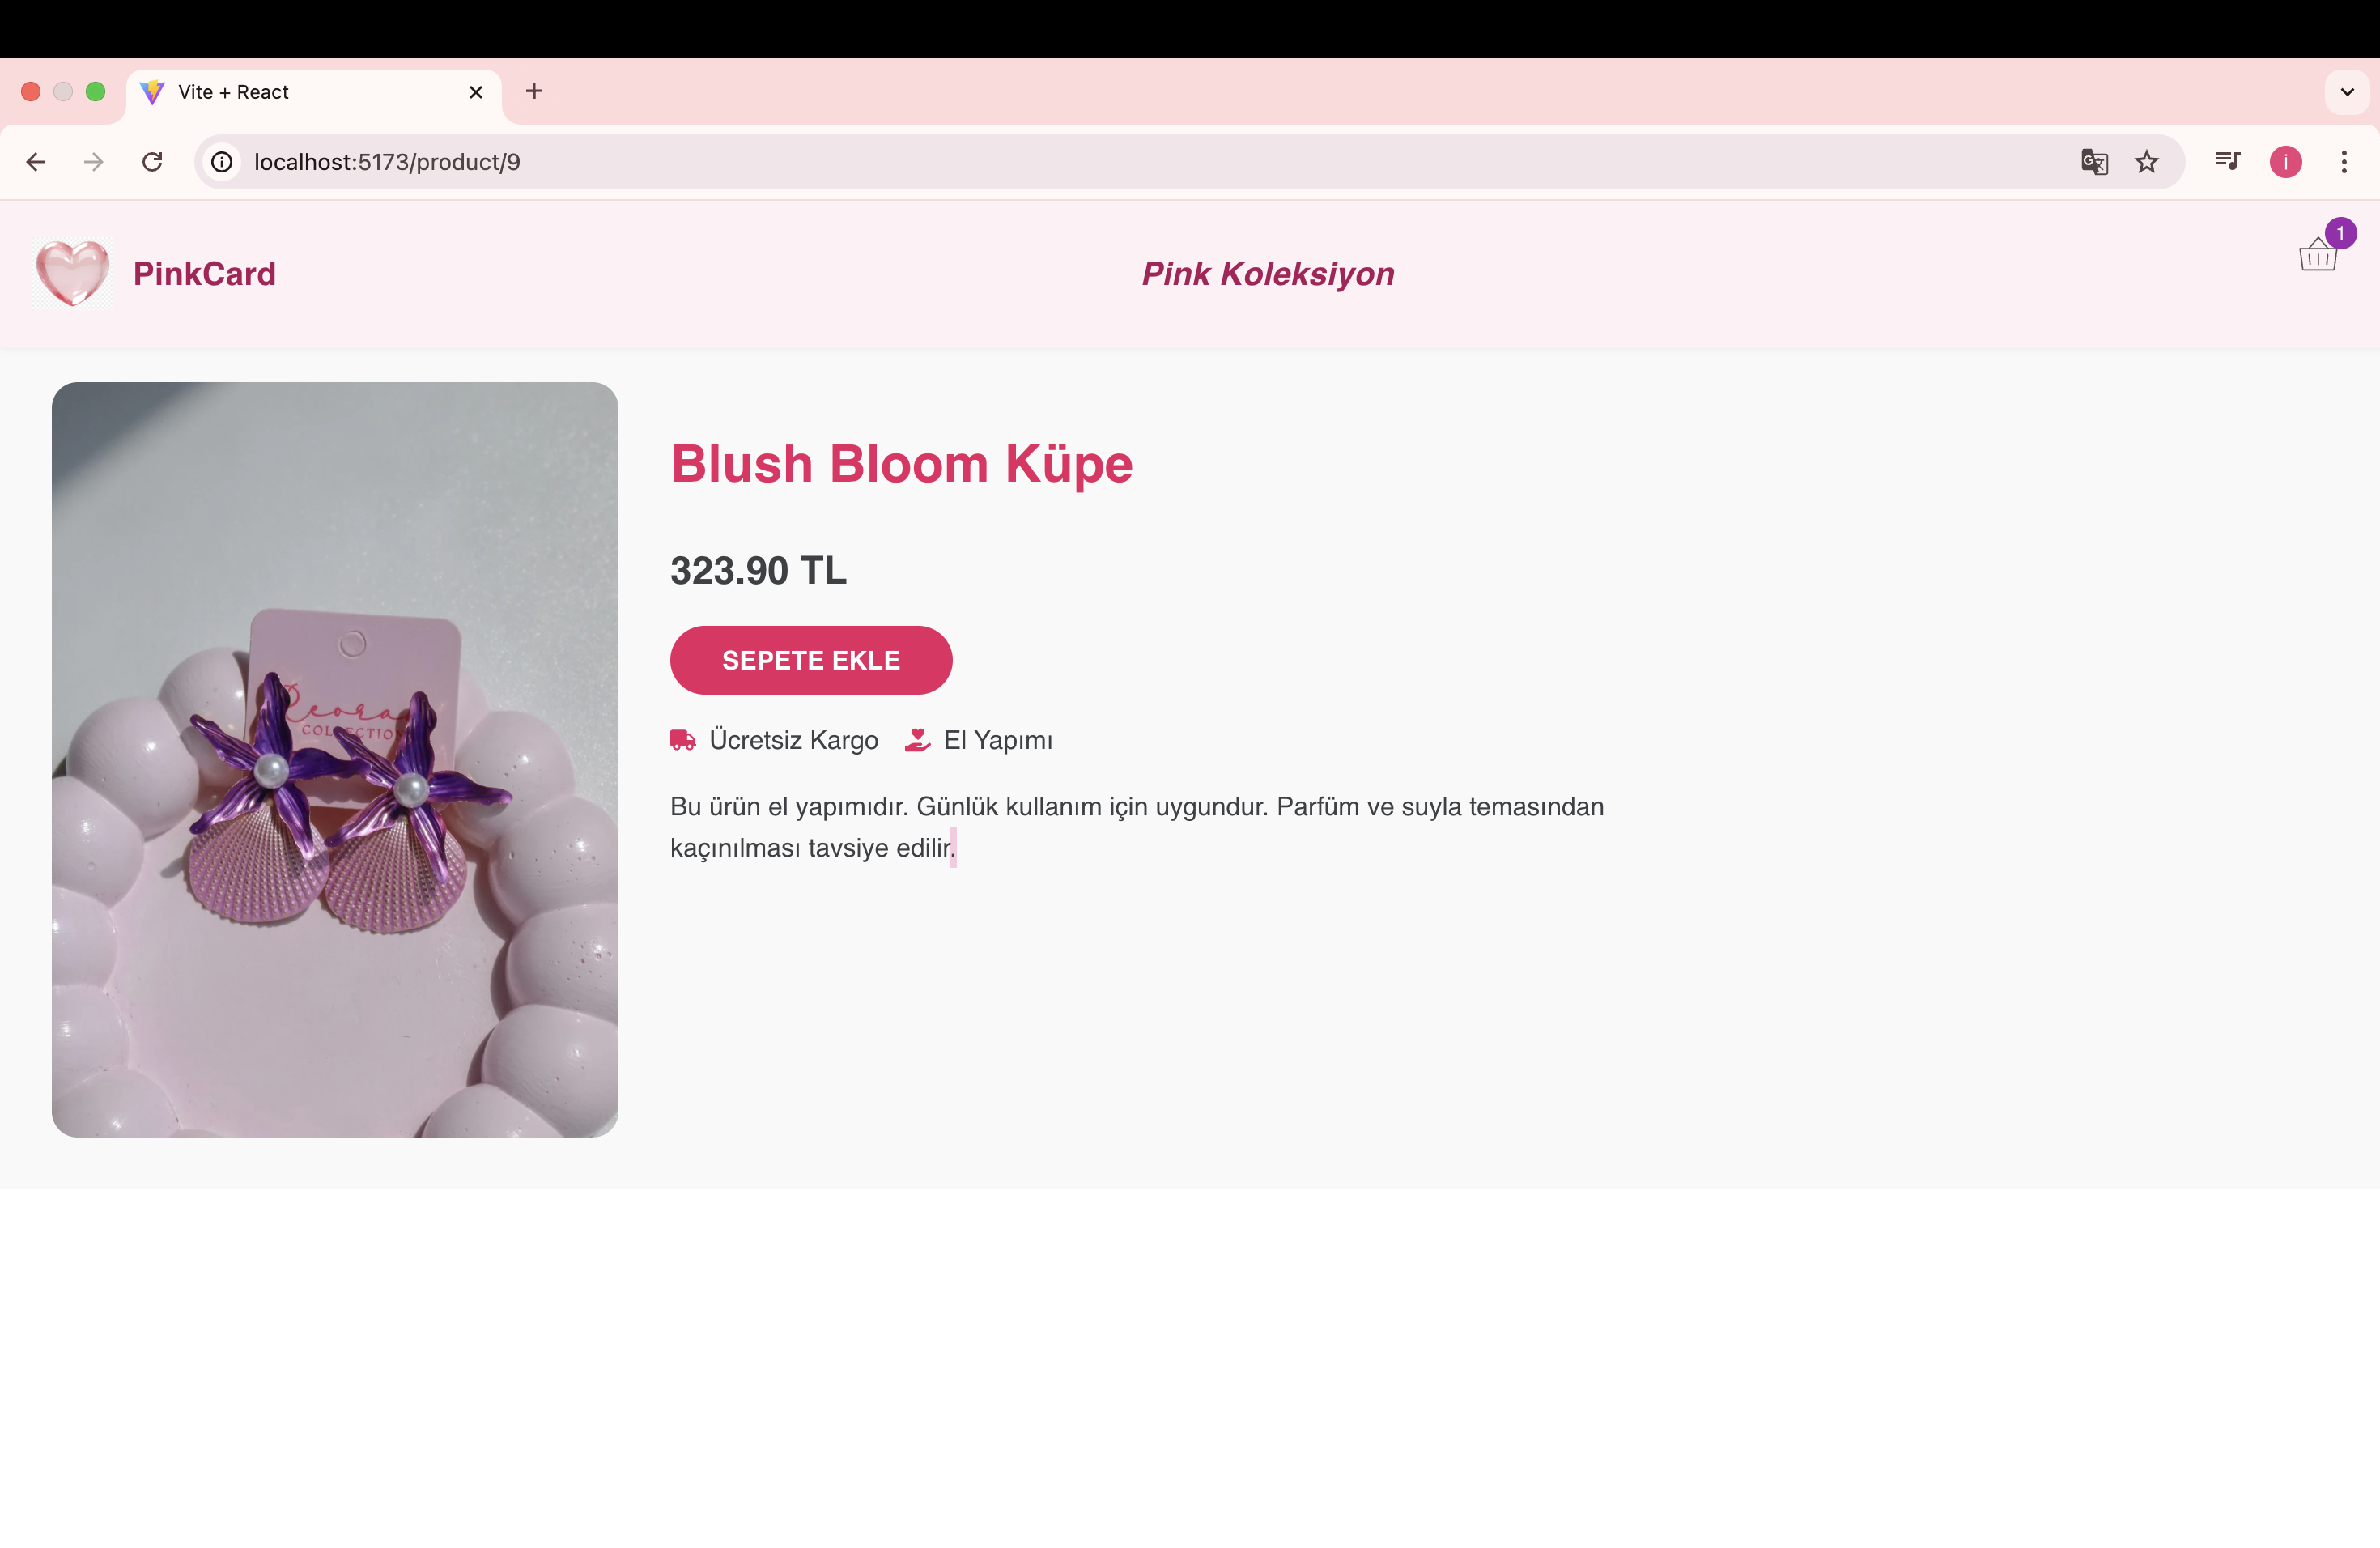 Vite + React
localhost:5173/product/9
i
PinkCard
Pink Koleksiyon
1
Blush Bloom Küpe
323.90 TL
SEPETE EKLE
Ücretsiz Kargo El Yapımı
Bu ürün el yapımıdır. Günlük kullanım için uygundur. Parfüm ve suyla temasından
kaçınılması tavsiye edilir.